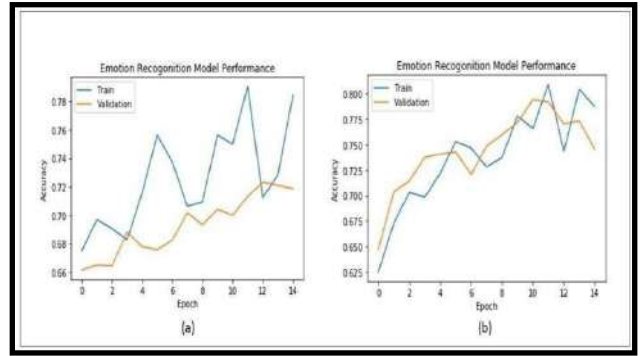 Emotion Recogonition Model Performance
Train
Validation
Accuracy
0.78
0.76
0.74
0.72
0.70
0.68
0.66
0 2 4 6 8 10 12 14
Epoch
(a)
Emotion Recogonition Model Performance
Train
Validation
Accuracy
0.800
0.775
0.750
0.725
0.700
0.675
0.650
0.625
0 2 4 6 8 10 12 14
Epoch
(b)